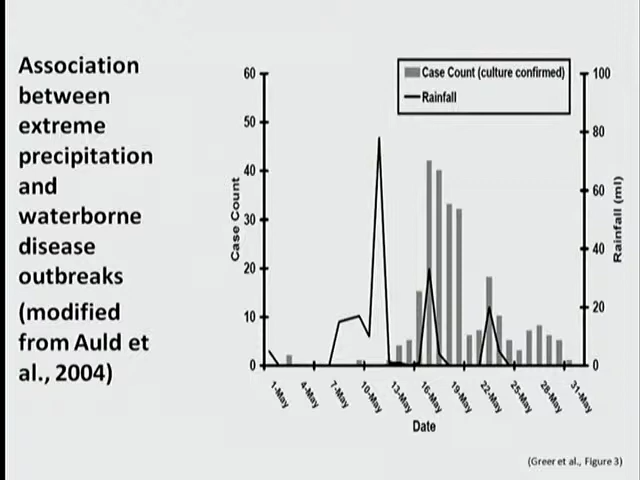 Association
between
extreme
precipitation
and
waterborne
disease
outbreaks
(modified
from Auld et
al., 2004)
Case Count (culture confirmed)
Rainfall
60
50
40
30
20
10
0
Case Count
100
80
60
40
20
0
Rainfall (ml)
1-May
4-May
7-May
10-May
13-May
16-May
19-May
22-May
25-May
28-May
31-May
Date
(Greer et al., Figure 3)